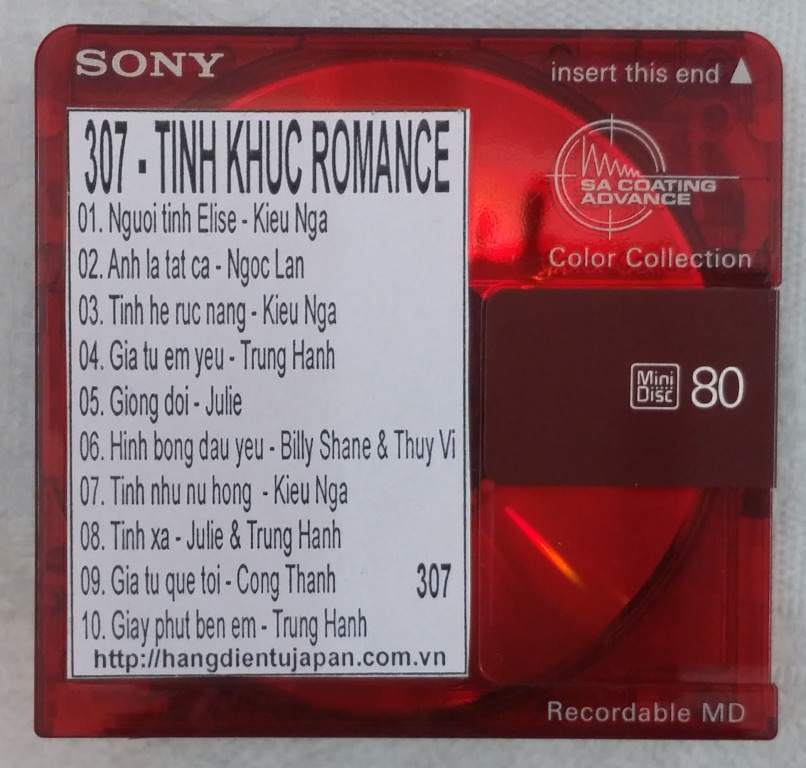 SONY
insert this end
307 - TINH KHUC ROMANCE
01. Nguoi tinh Elise - Kieu Nga
02. Anh la tat ca - Ngoc Lan
03. Tinh he ruc nang - Kieu Nga
04. Gia tu em yeu - Trung Hanh
05. Giong doi - Julie
06. Hinh bong dau yeu - Billy Shane & Thuy Vi
07. Tinh nhu nu hong - Kieu Nga
08. Tinh xa - Julie & Trung Hanh
09. Gia tu que toi - Cong Thanh 307
10. Giay phut ben em - Trung Hanh
http://hangdientujapan.com.vn
SA COATING
ADVANCE
Color Collection
Mini
Disc
80
Recordable MD